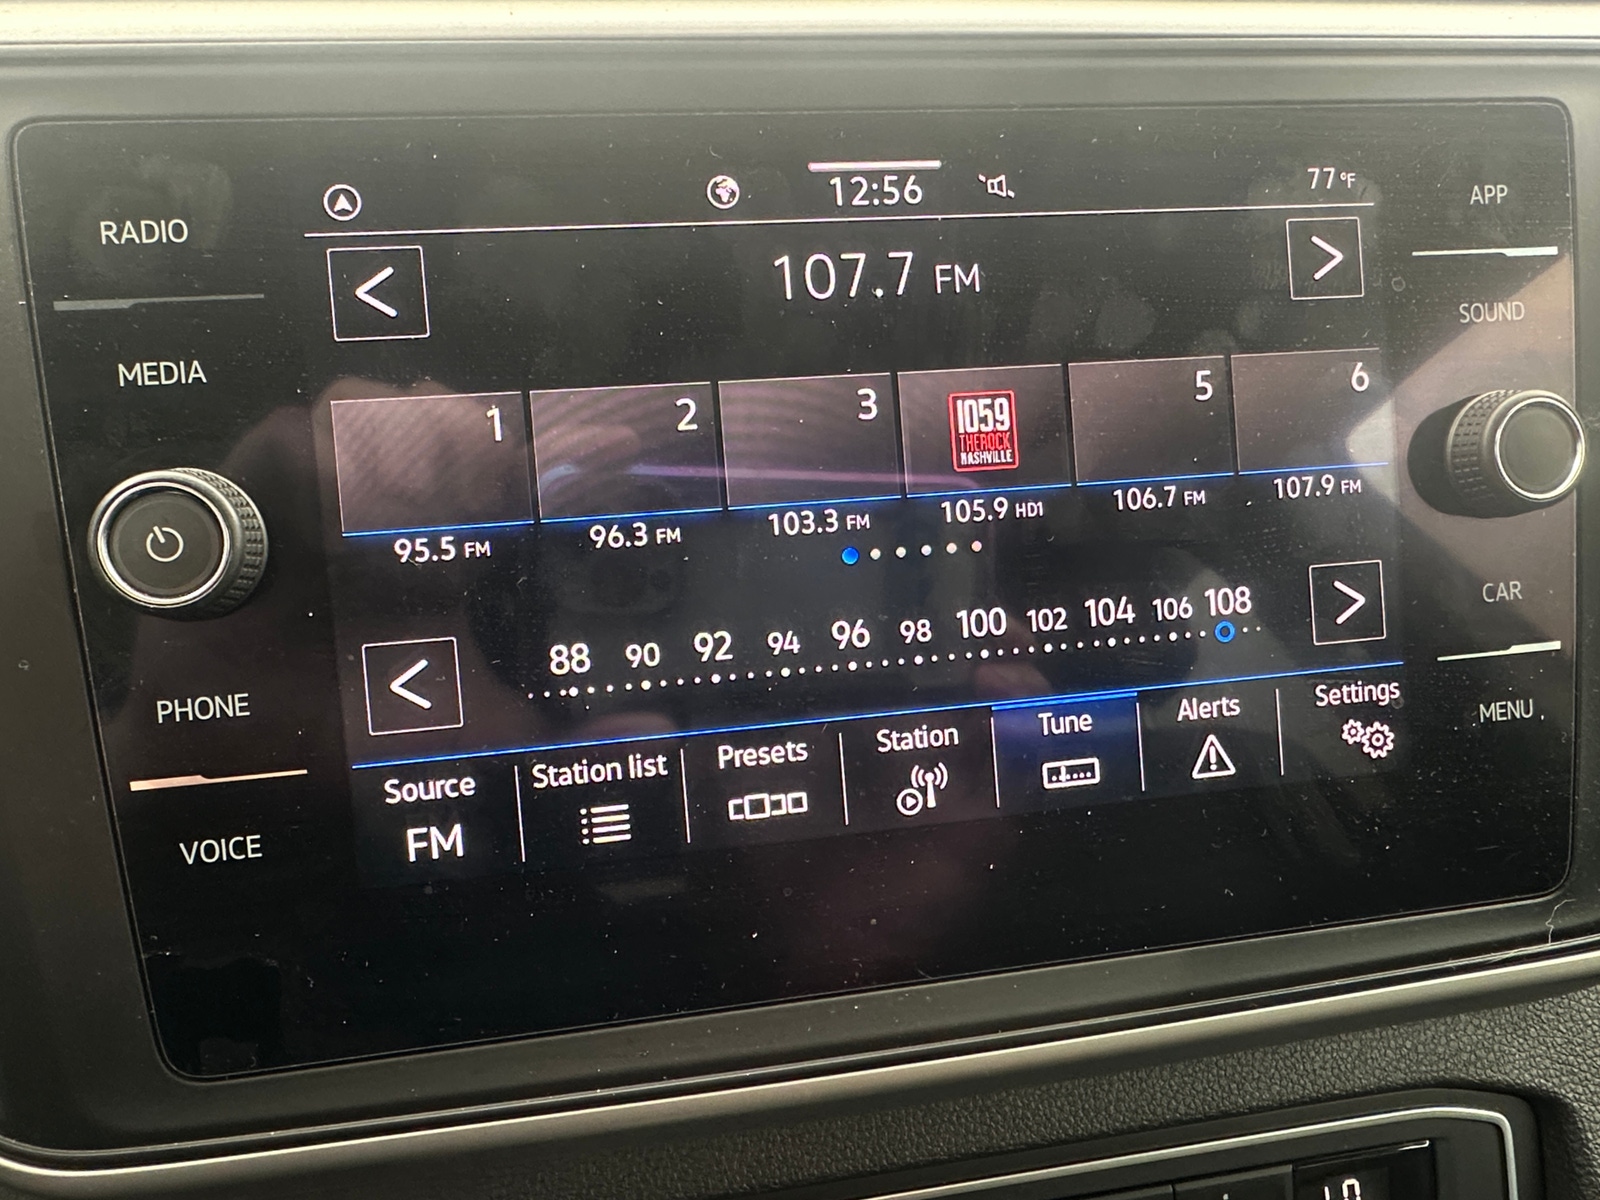 12:56
77°F
RADIO
APP
107.7 FM
SOUND
MEDIA
1
2
3
1059
THE ROCK
NASHVILLE
5
6
95.5 FM
96.3 FM
103.3 FM
105.9 HD1
106.7 FM
107.9 FM
CAR
88 90 92 94 96 98 100 102 104 106 108
PHONE
MENU
Source
FM
Station list
Presets
Station
Tune
Alerts
Settings
VOICE